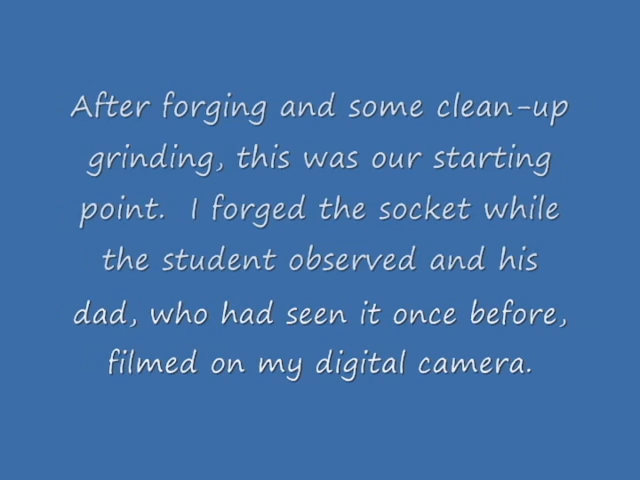 After forging and some clean-up
grinding, this was our starting
point.  I forged the socket while
the student observed and his
dad, who had seen it once before,
filmed on my digital camera.